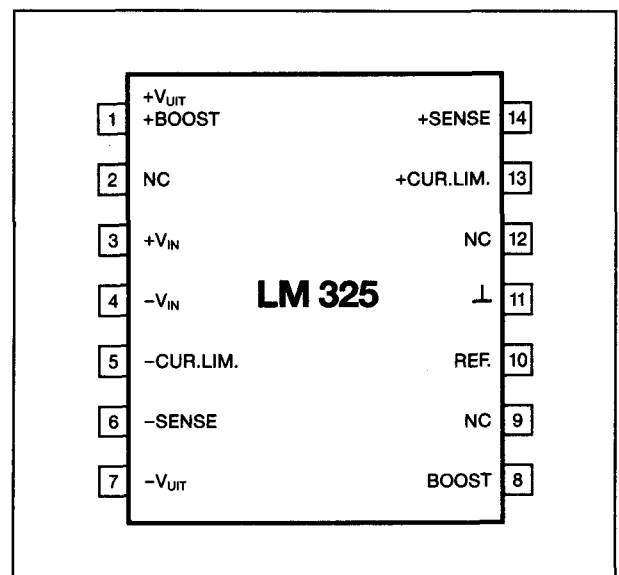 +VUIT
1 +BOOST +SENSE 14
2 NC +CUR.LIM. 13
3 +VIN NC 12
4 −VIN LM 325 ⊥ 11
5 −CUR.LIM. REF. 10
6 −SENSE NC 9
7 −VUIT BOOST 8